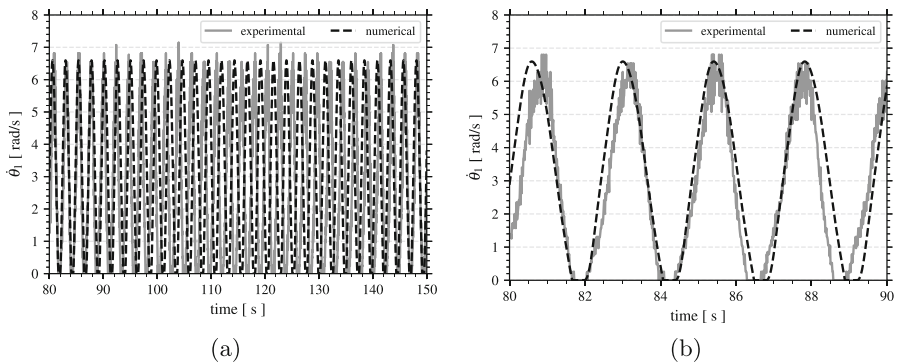 experimental numerical
8
7
6
5
4
3
2
1
0
θ̇₁ [ rad/s ]
80 90 100 110 120 130 140 150
time [ s ]
(a)
experimental numerical
8
7
6
5
4
3
2
1
0
θ̇₁ [ rad/s ]
80 82 84 86 88 90
time [ s ]
(b)